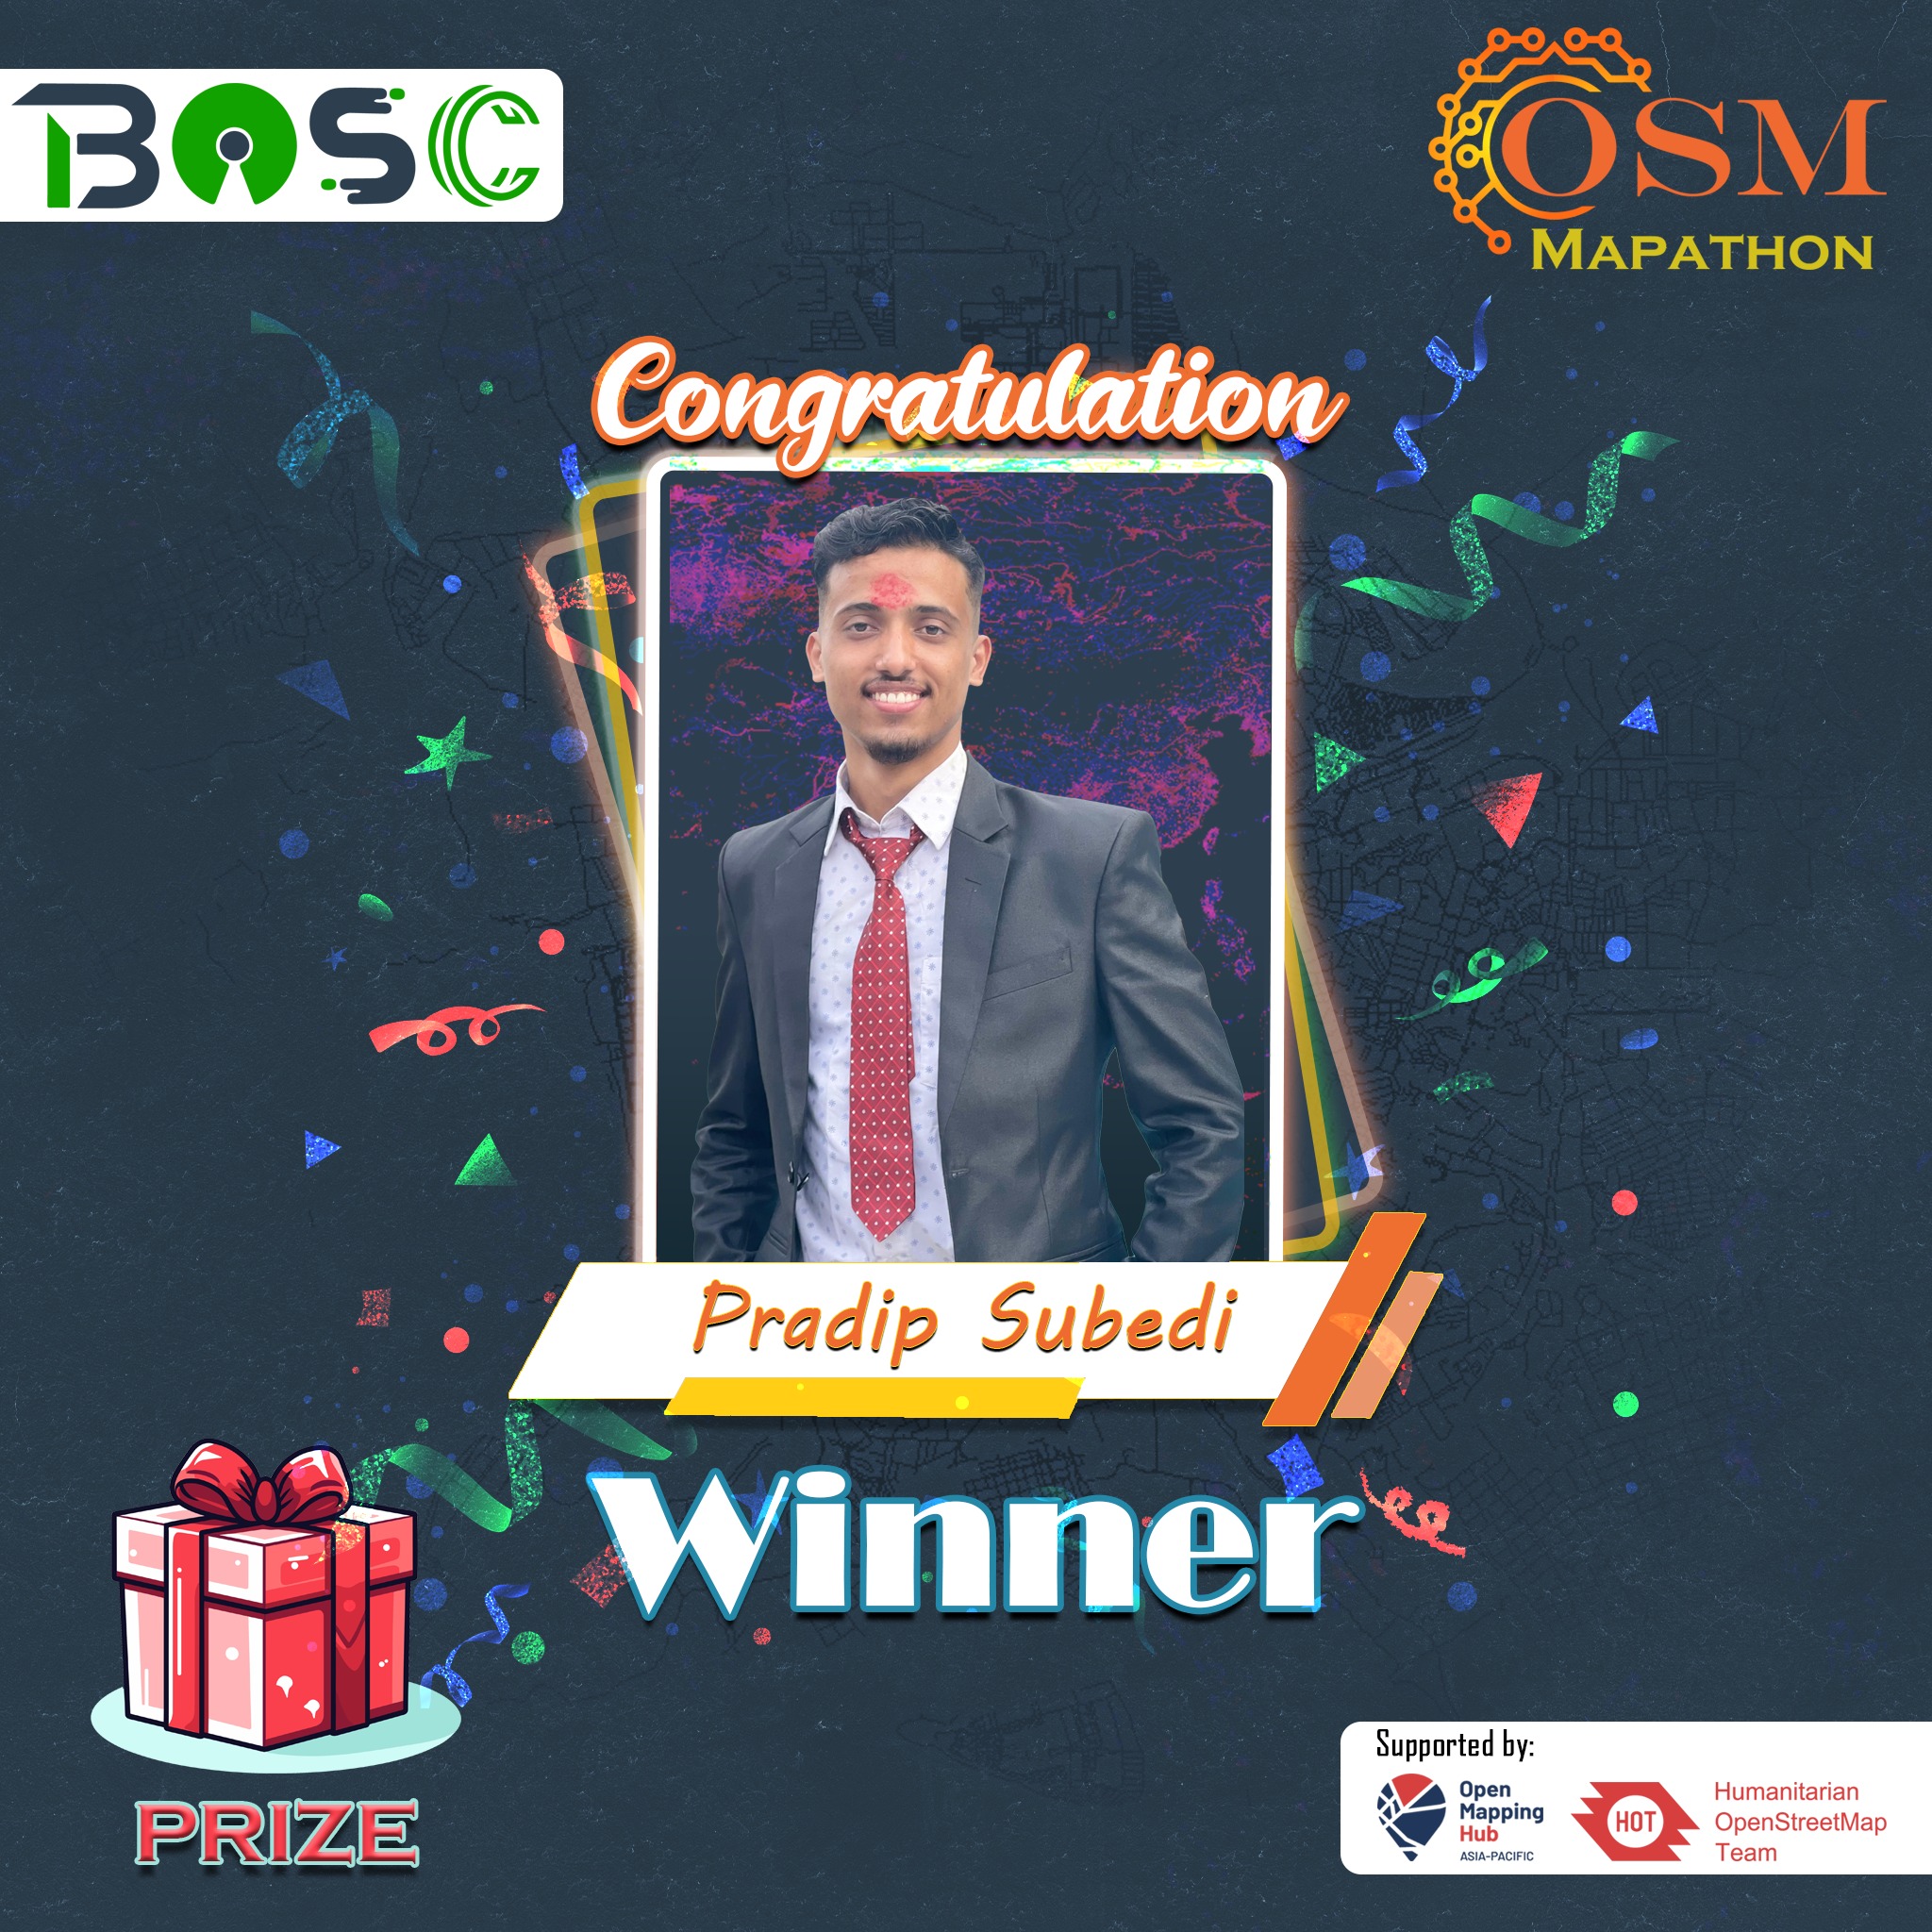 BOSC
OSM
MAPATHON
Congratulation
Pradip Subedi
Winner
PRIZE
Supported by:
Open
Mapping
Hub
ASIA-PACIFIC
HOT
Humanitarian
OpenStreetMap
Team